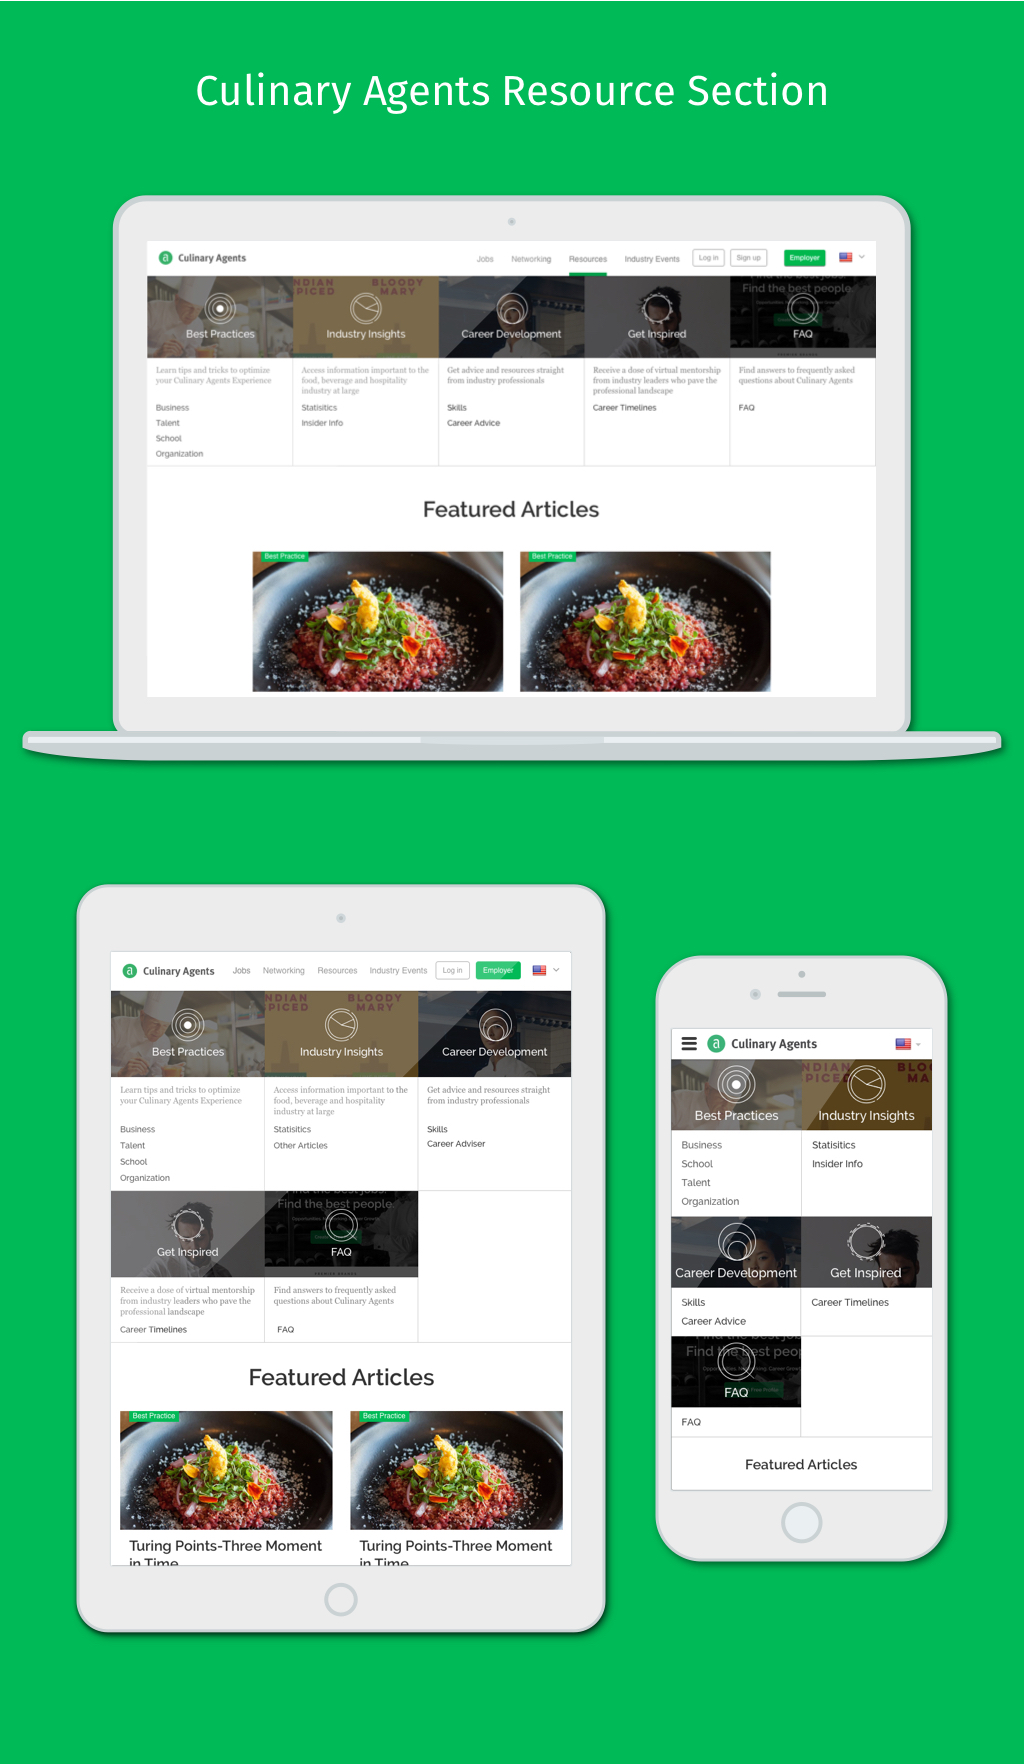 Culinary Agents Resource Section
a Culinary Agents Jobs Networking Resources Industry Events Log in Sign up Employer
NDIAN PICED BLOODY MARY
Find the best people
Best Practices Industry Insights Career Development Get Inspired FAQ
Learn tips and tricks to optimize
your Culinary Agents Experience
Business
Talent
School
Organization
Access information important to the
food, beverage and hospitality
industry at large
Statisitics
Insider Info
Get advice and resources straight
from industry professionals
Skills
Career Advice
Receive a dose of virtual mentorship
from industry leaders who pave the
professional landscape
Career Timelines
Find answers to frequently asked
questions about Culinary Agents
FAQ
Featured Articles
Best Practice Best Practice
a Culinary Agents Jobs Networking Resources Industry Events Log in Employer
NDIAN PICED BLOODY MARY
Best Practices Industry Insights Career Development
Learn tips and tricks to optimize
your Culinary Agents Experience
Business
Talent
School
Organization
Access information important to the
food, beverage and hospitality
industry at large
Statisitics
Other Articles
Get advice and resources straight
from industry professionals
Skills
Career Adviser
Find the best jobs.
Find the best people
Get Inspired FAQ
Receive a dose of virtual mentorship
from industry leaders who pave the
professional landscape
Career Timelines
Find answers to frequently asked
questions about Culinary Agents
FAQ
Featured Articles
Best Practice Best Practice
Turing Points-Three Moment
in Time
Turing Points-Three Moment
in Time
a Culinary Agents
NDIAN PICED BLO MA
Best Practices Industry Insights
Business
School
Talent
Organization
Statisitics
Insider Info
Career Development Get Inspired
Skills
Career Advice
Career Timelines
Find the best job
Find the best peop
FAQ
FAQ
Featured Articles